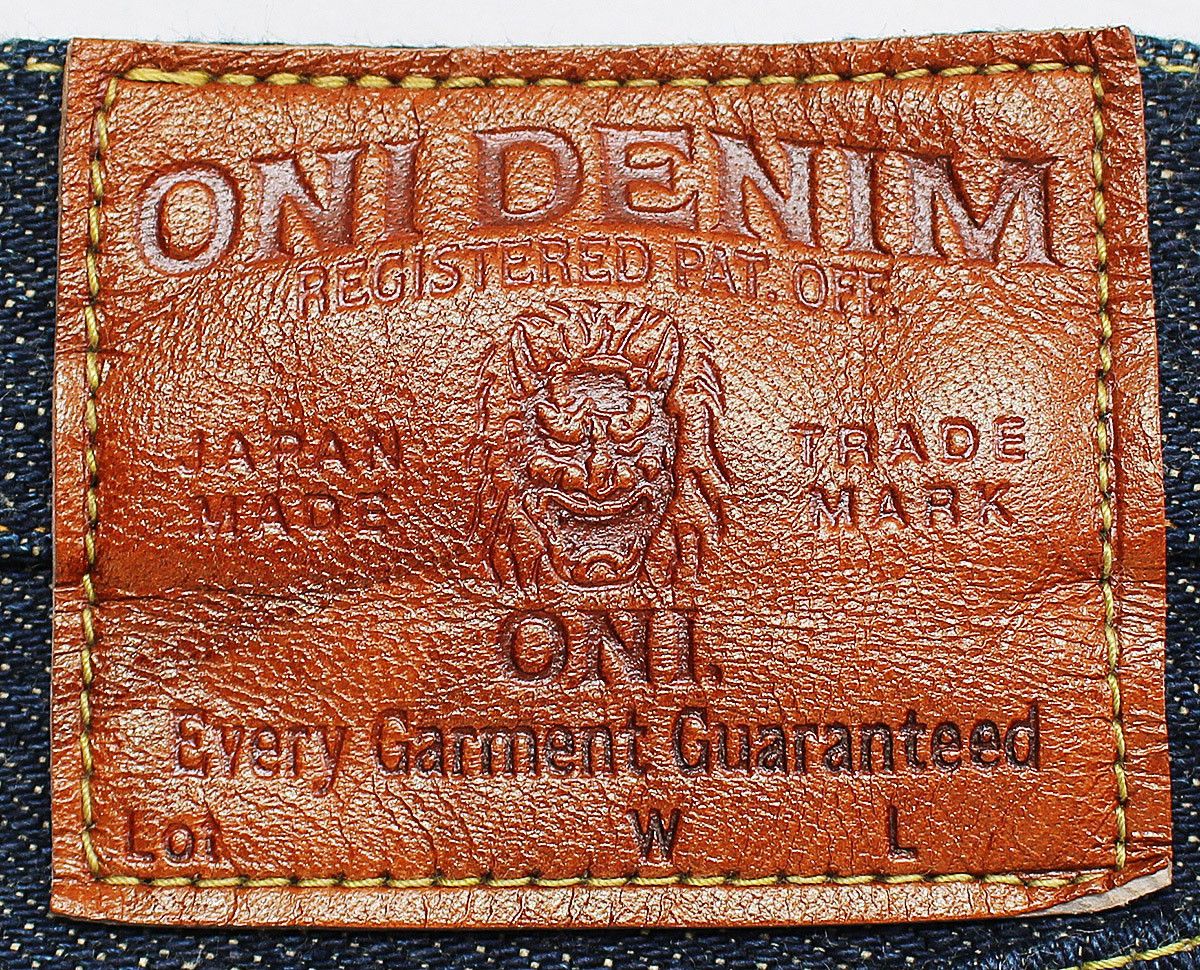 ONI DENIM
REGISTERED PAT. OFF.
JAPAN
MADE
TRADE
MARK
ONI.
Every Garment Guaranteed
Lot W L